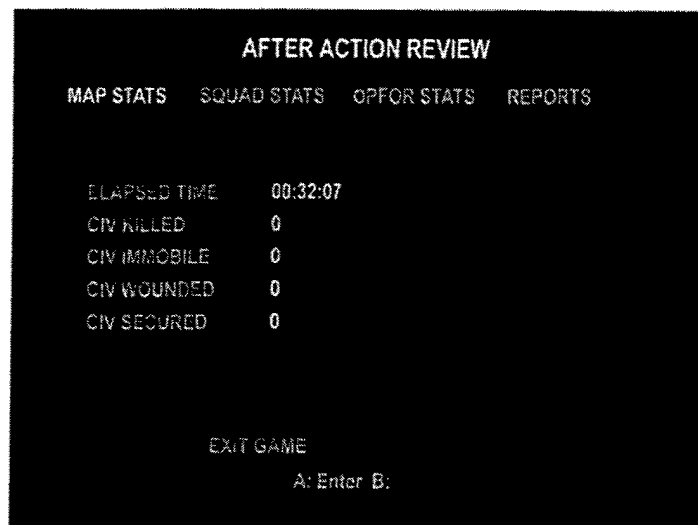 AFTER ACTION REVIEW
MAP STATS SQUAD STATS OPFOR STATS REPORTS
ELAPSED TIME 00:32:07
CIV KILLED 0
CIV IMMOBILE 0
CIV WOUNDED 0
CIV SECURED 0
EXIT GAME
A: Enter B: